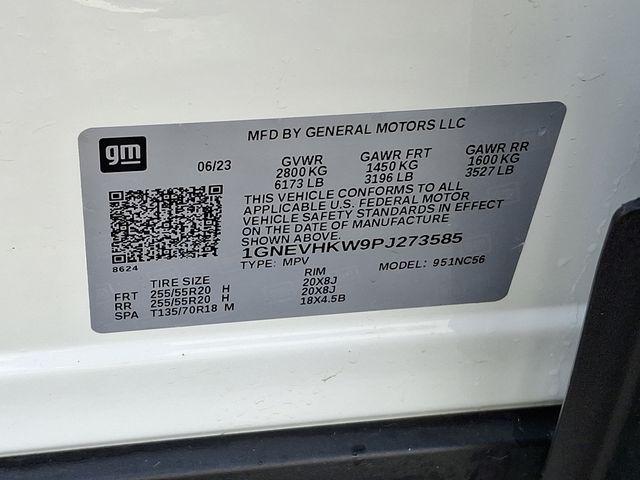 MFD BY GENERAL MOTORS LLC
gm
06/23 GVWR GAWR FRT GAWR RR
2800 KG 1450 KG 1600 KG
6173 LB 3196 LB 3527 LB
THIS VEHICLE CONFORMS TO ALL
APPLICABLE U.S. FEDERAL MOTOR
VEHICLE SAFETY STANDARDS IN EFFECT
ON THE DATE OF MANUFACTURE
SHOWN ABOVE.
1GNEVHKW9PJ273585
8624
TYPE: MPV MODEL: 951NC56
TIRE SIZE RIM
FRT 255/55R20 H 20X8J
RR 255/55R20 H 20X8J
SPA T135/70R18 M 18X4.5B